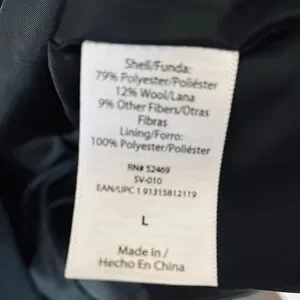 Shell/Funda:
79% Polyester/Poliéster
12% Wool/Lana
9% Other Fibers/Otras
Fibras
Lining/Forro:
100% Polyester/Poliéster
RN# 52469
SV-010
EAN/UPC 1 91315812119
L
Made In /
Hecho En China